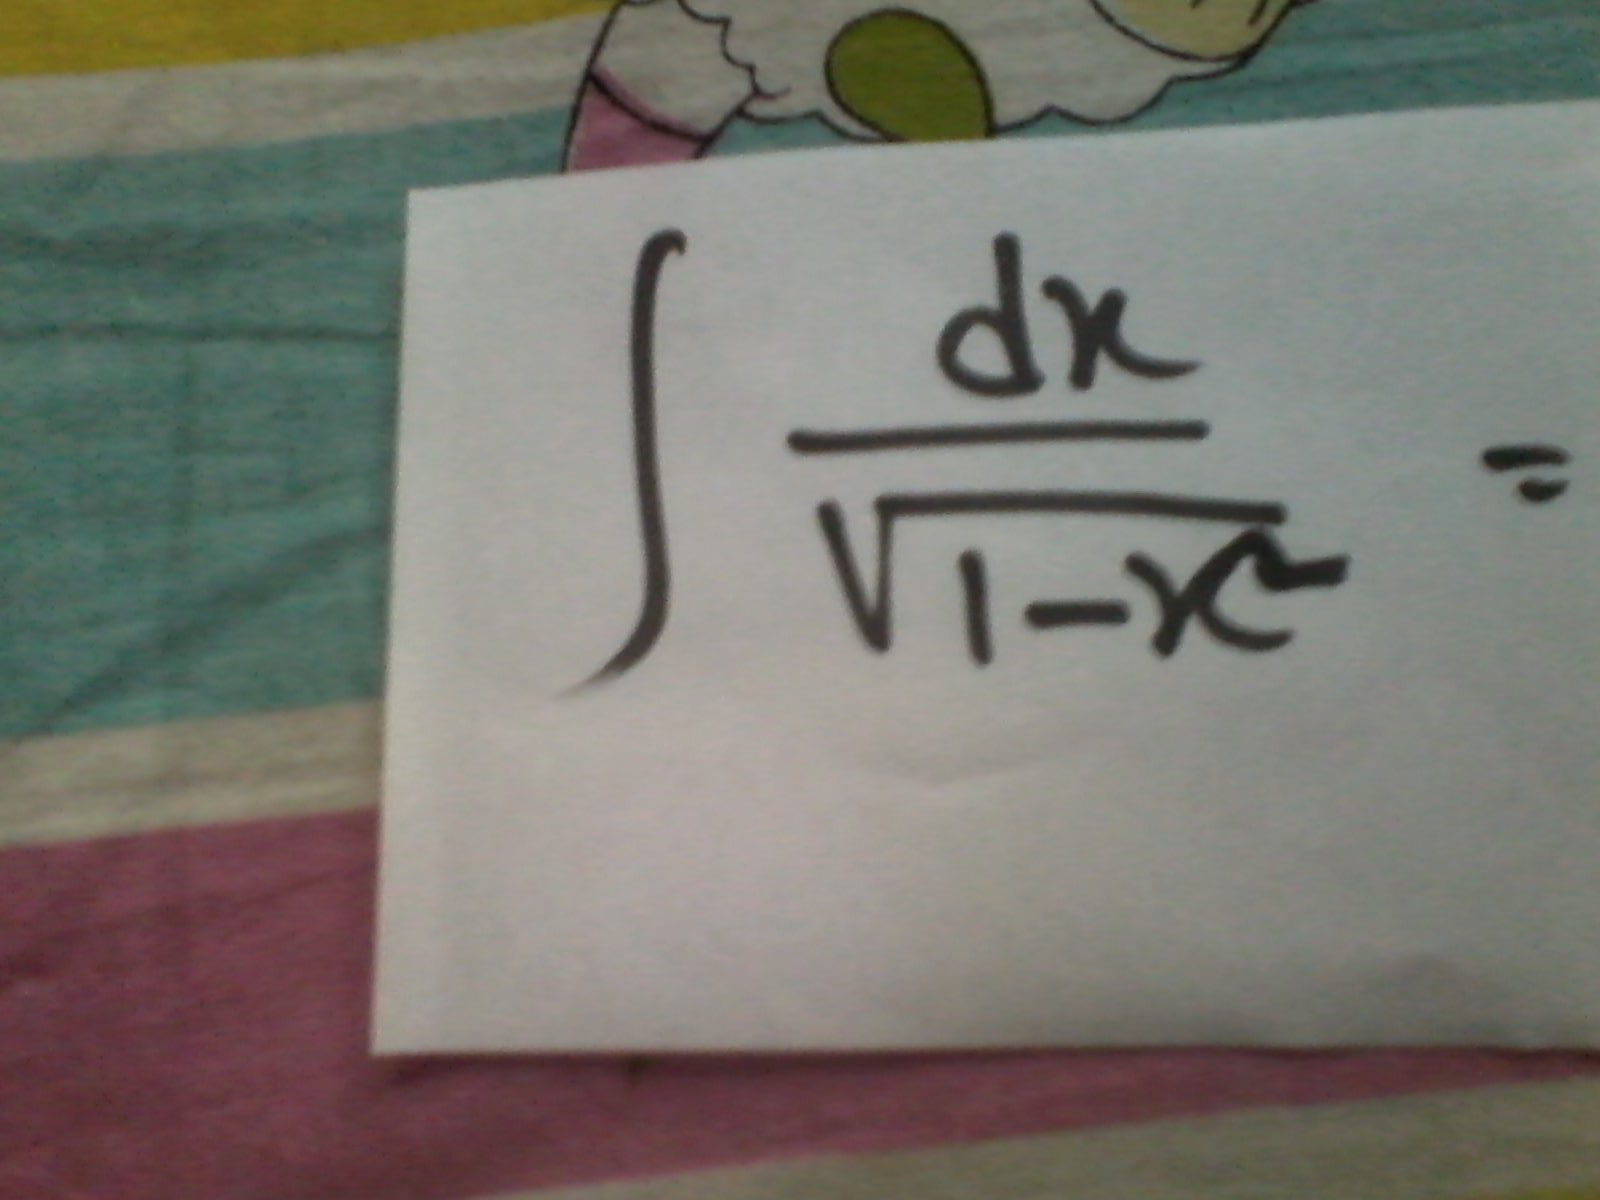 ∫ dx / √(1-x²) =